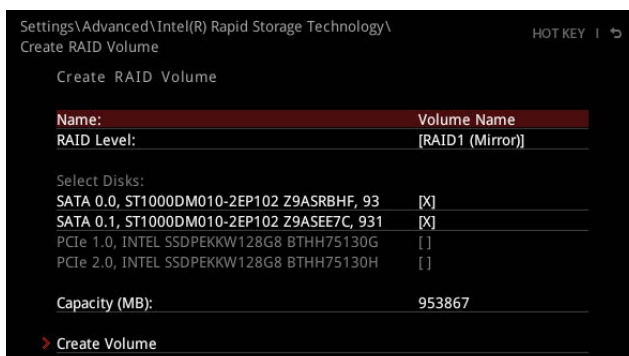 Settings\Advanced\Intel(R) Rapid Storage Technology\
Create RAID Volume
HOT KEY |
Create RAID Volume
Name: Volume Name
RAID Level: [RAID1 (Mirror)]
Select Disks:
SATA 0.0, ST1000DM010-2EP102 Z9ASRBHF, 93 [X]
SATA 0.1, ST1000DM010-2EP102 Z9ASEE7C, 931 [X]
PCIe 1.0, INTEL SSDPEKKW128G8 BTHH75130G [ ]
PCIe 2.0, INTEL SSDPEKKW128G8 BTHH75130H [ ]
Capacity (MB): 953867
Create Volume